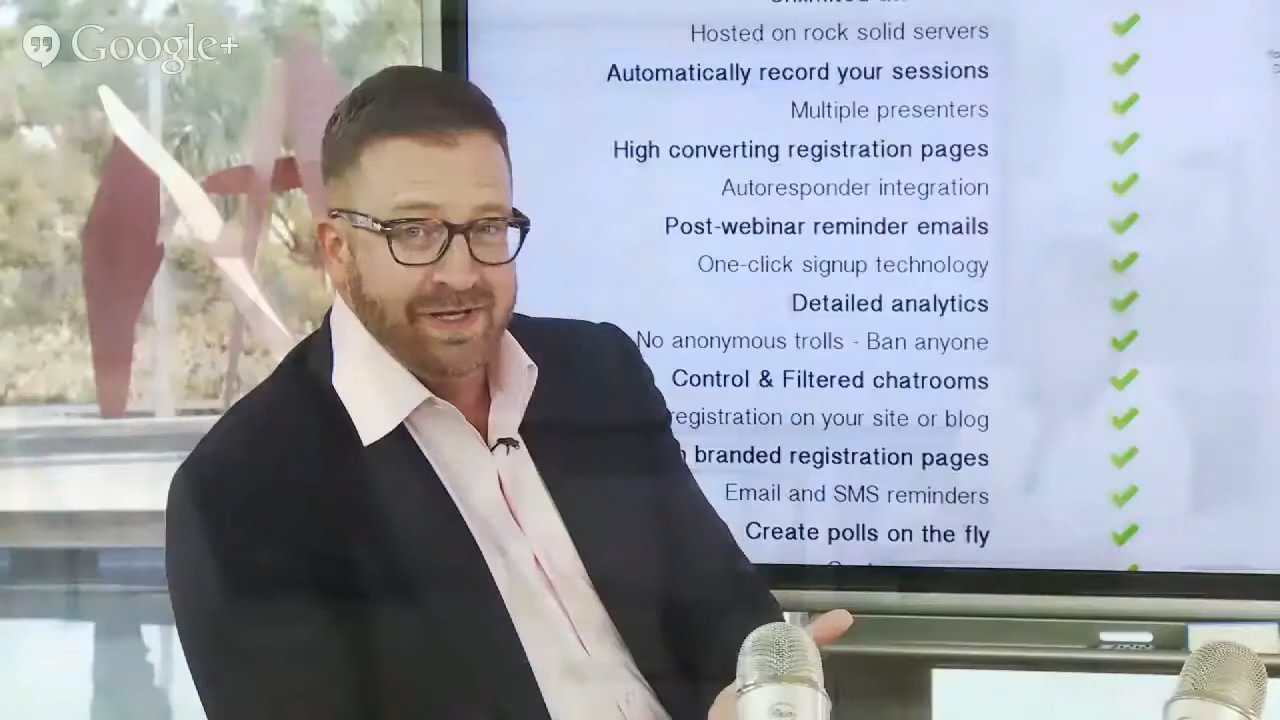 Google+
Hosted on rock solid servers
Automatically record your sessions
Multiple presenters
High converting registration pages
Autoresponder integration
Post-webinar reminder emails
One-click signup technology
Detailed analytics
No anonymous trolls - Ban anyone
Control & Filtered chatrooms
registration on your site or blog
branded registration pages
Email and SMS reminders
Create polls on the fly